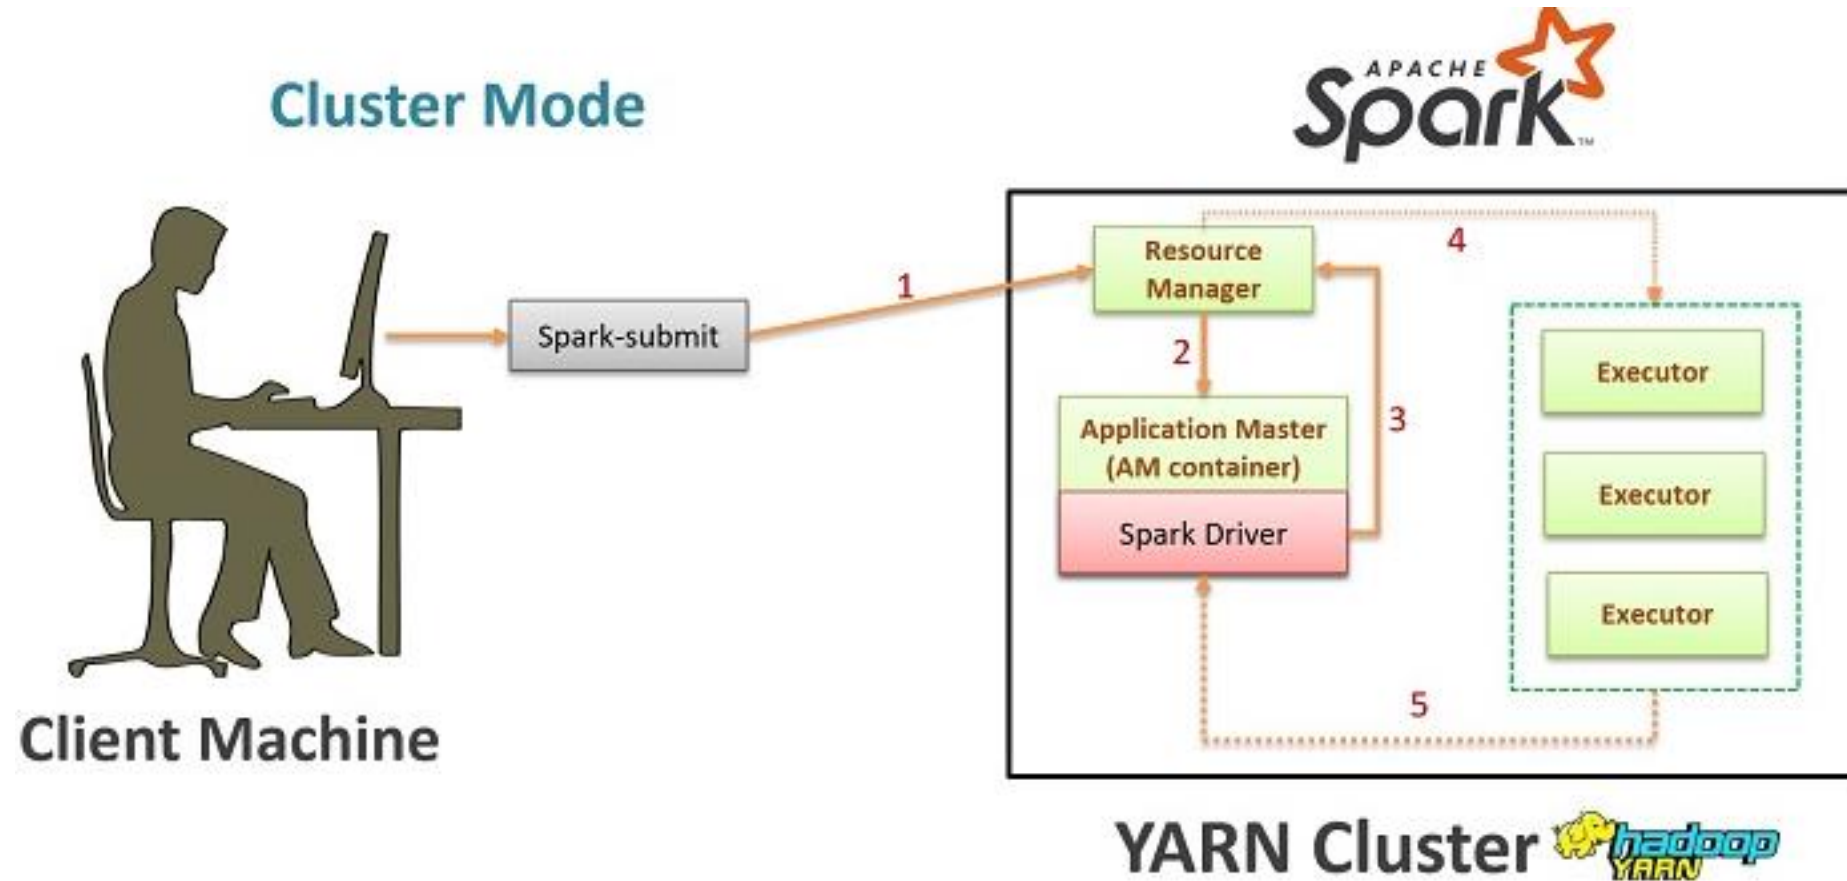 Cluster Mode
APACHE
Spark
TM
1
4
Resource
Manager
Spark-submit
2
Executor
3
Application Master
(AM container)
Executor
Spark Driver
Executor
5
Client Machine
YARN Cluster
hadoop
YARN